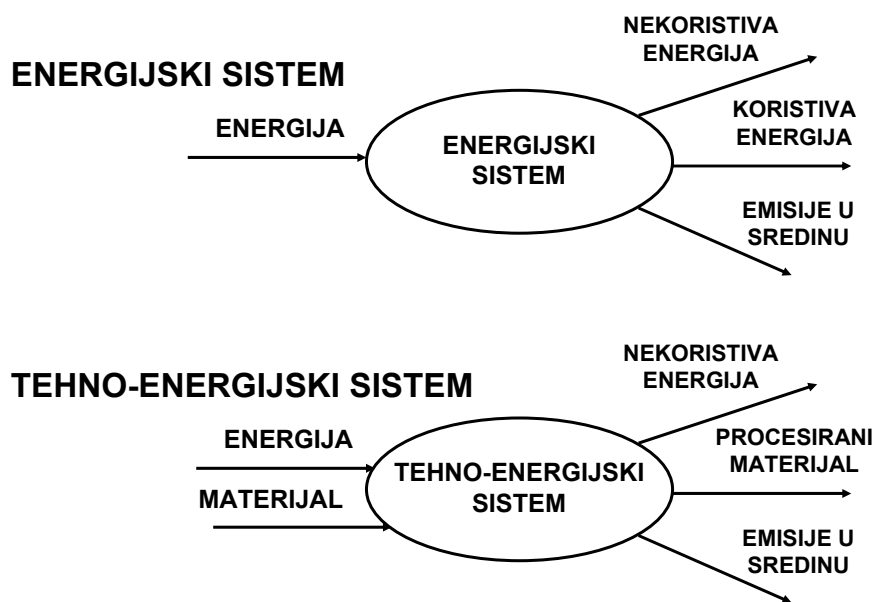 NEKORISTIVA
ENERGIJA
ENERGIJSKI SISTEM
ENERGIJA
KORISTIVA
ENERGIJA
ENERGIJSKI
SISTEM
EMISIJE U
SREDINU
NEKORISTIVA
ENERGIJA
TEHNO-ENERGIJSKI SISTEM
ENERGIJA
PROCESIRANI
MATERIJAL
TEHNO-ENERGIJSKI
SISTEM
MATERIJAL
EMISIJE U
SREDINU